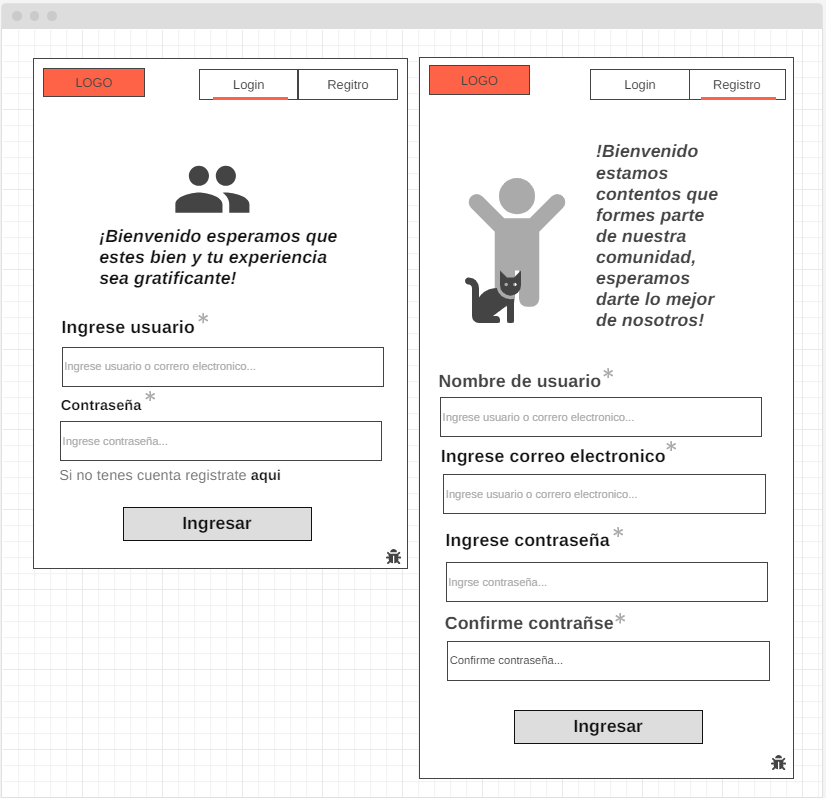 LOGO
Login
Regitro
¡Bienvenido esperamos que
estes bien y tu experiencia
sea gratificante!
Ingrese usuario*
Ingrese usuario o correro electronico...
Contraseña*
Ingrese contraseña...
Si no tenes cuenta registrate aqui
Ingresar
LOGO
Login
Registro
!Bienvenido
estamos
contentos que
formes parte
de nuestra
comunidad,
esperamos
darte lo mejor
de nosotros!
Nombre de usuario*
Ingrese usuario o correro electronico...
Ingrese correo electronico*
Ingrese usuario o correro electronico...
Ingrese contraseña*
Ingrse contraseña...
Confirme contrañse*
Confirme contraseña...
Ingresar